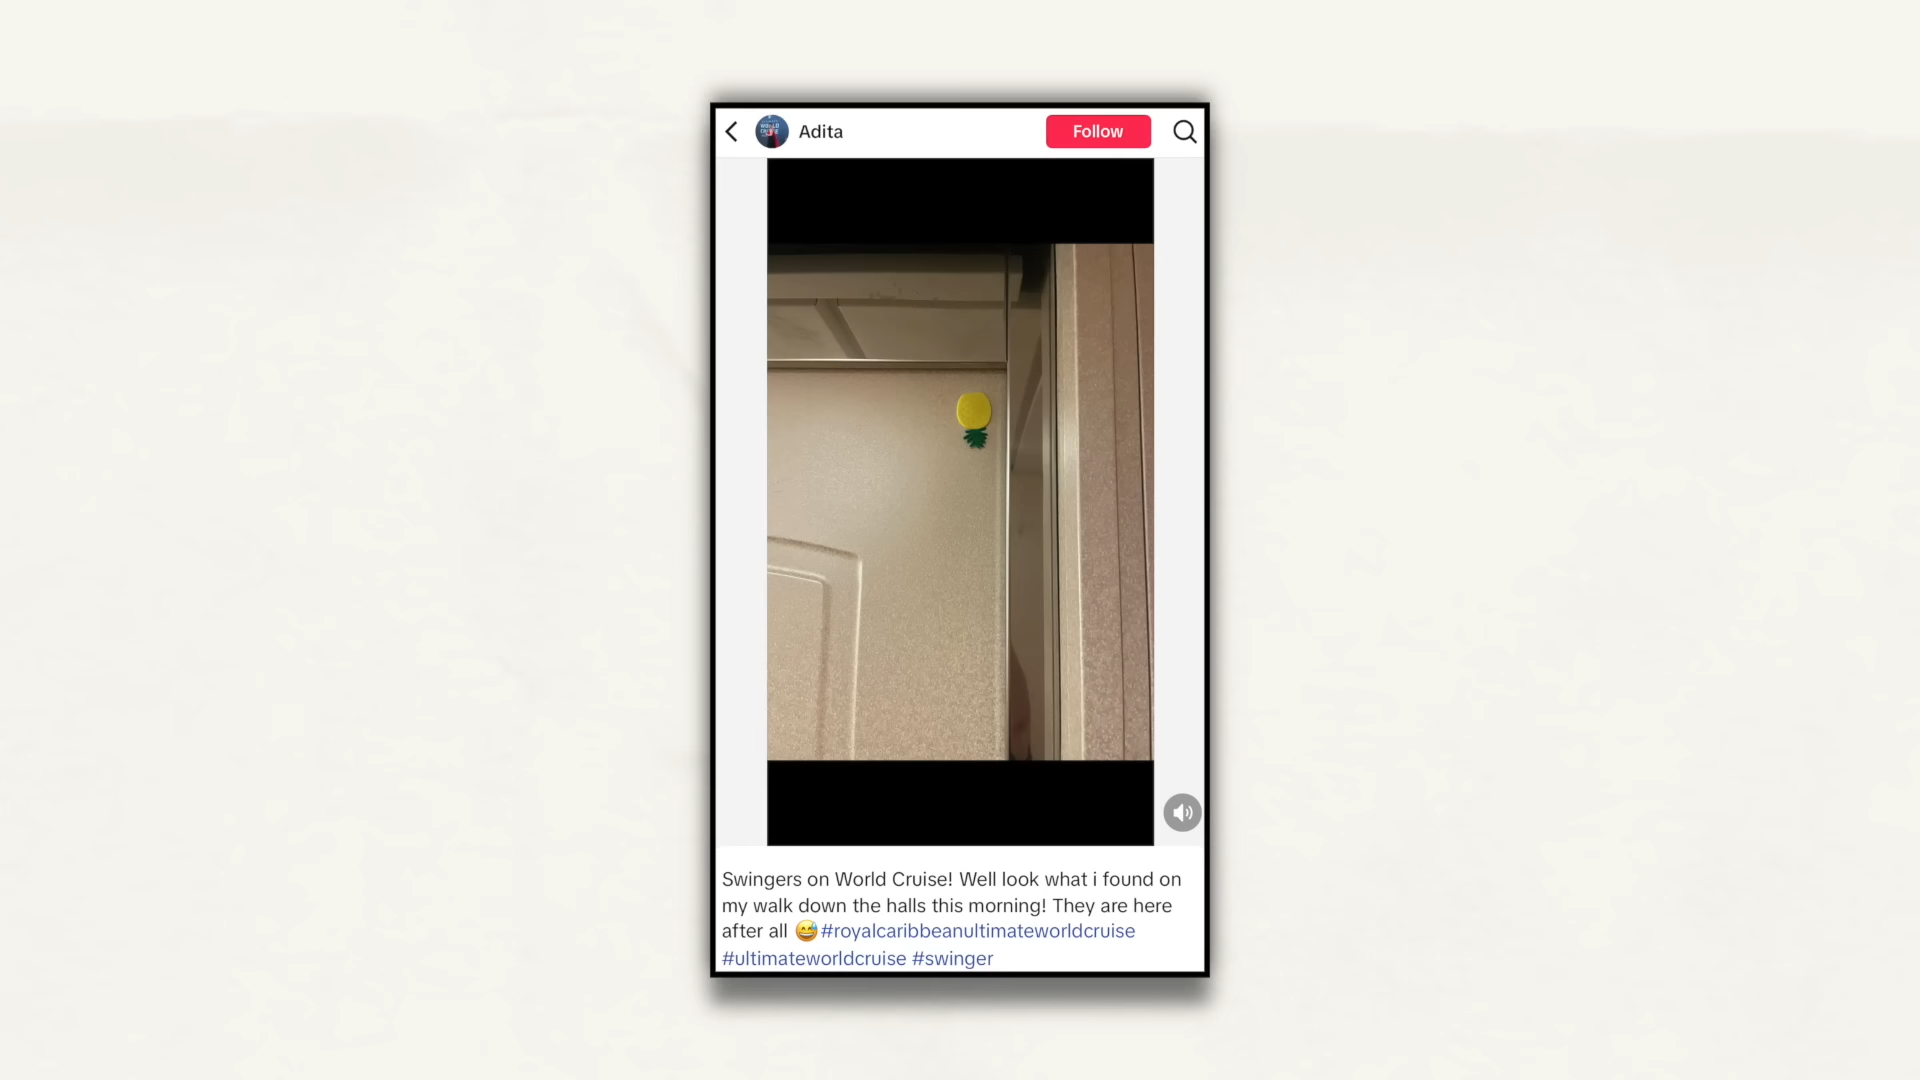 Adita
Follow
Swingers on World Cruise! Well look what i found on
my walk down the halls this morning! They are here
after all 😅 #royalcaribbeanultimateworldcruise
#ultimateworldcruise #swinger